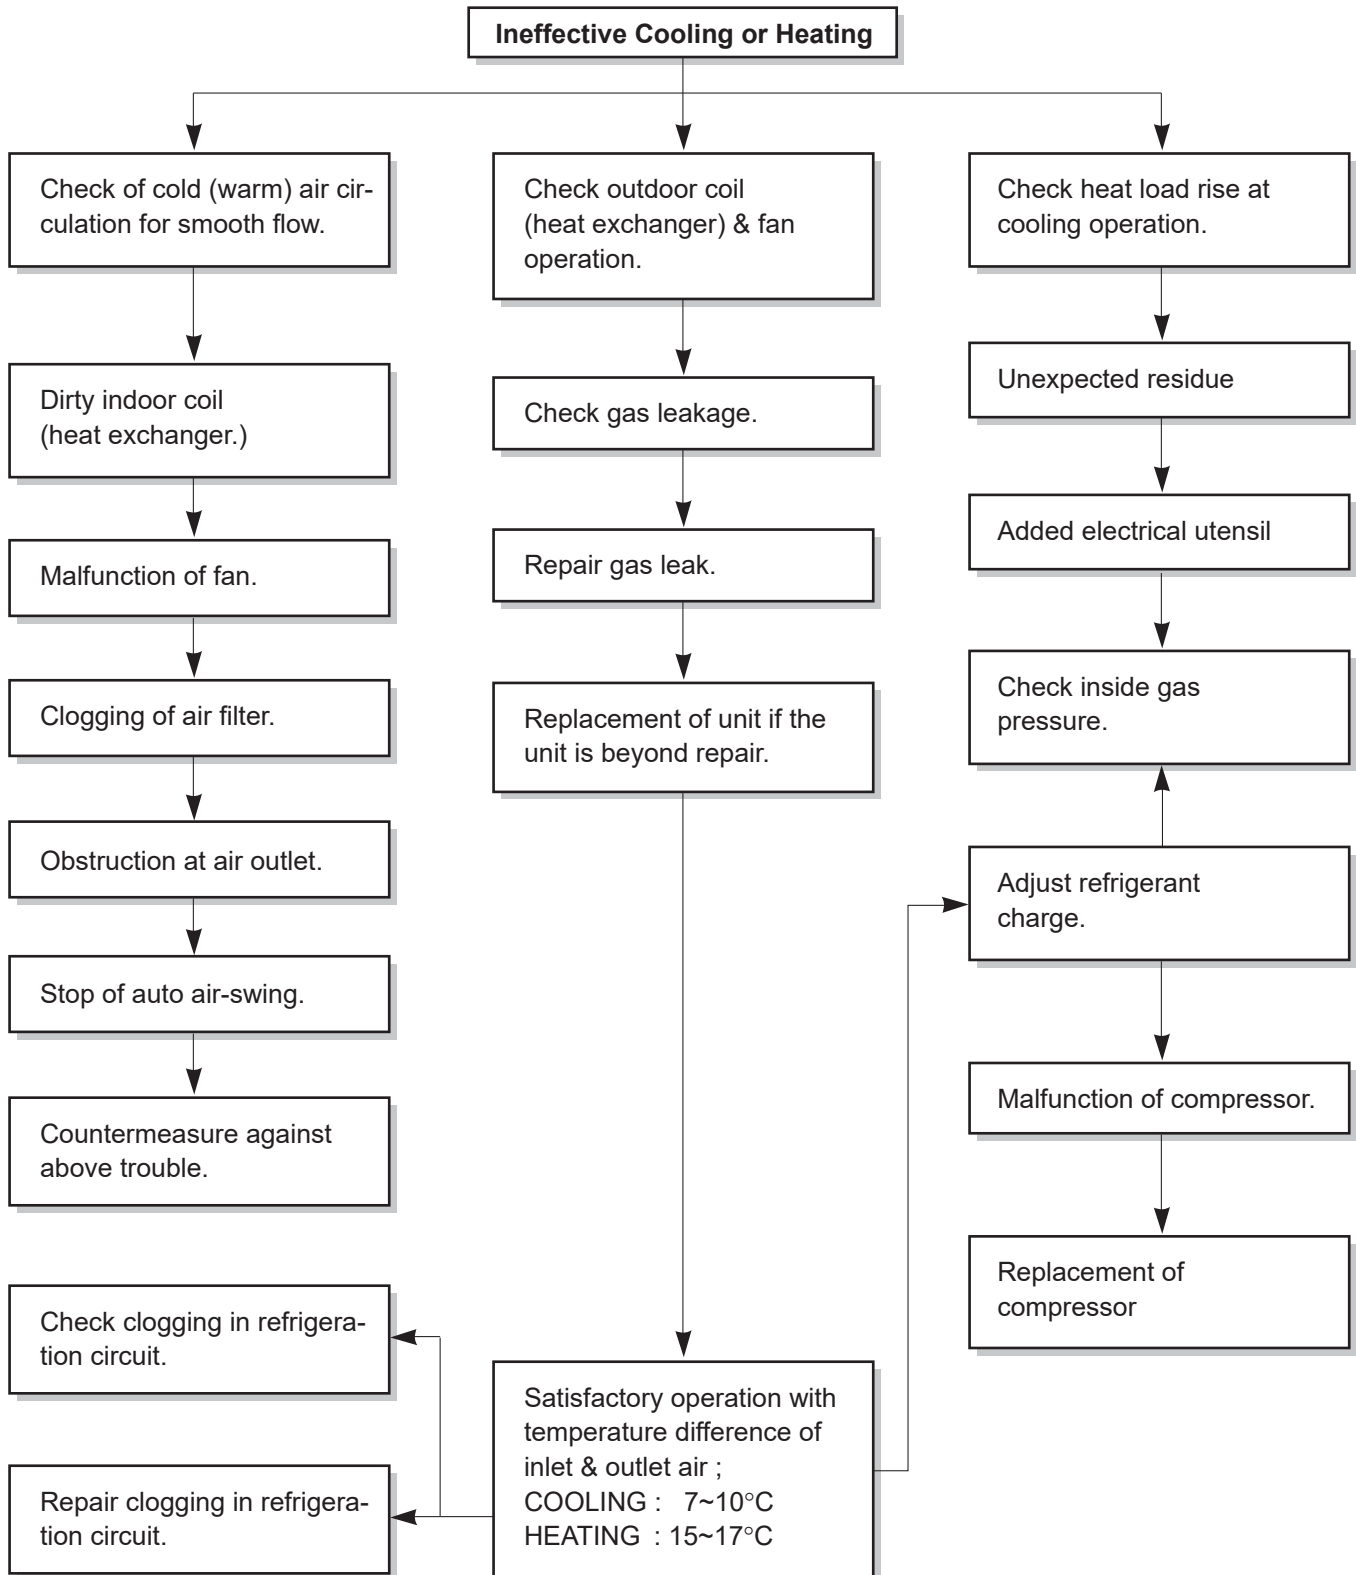 Ineffective Cooling or Heating
Check of cold (warm) air cir-
culation for smooth flow.
Dirty indoor coil
(heat exchanger.)
Malfunction of fan.
Clogging of air filter.
Obstruction at air outlet.
Stop of auto air-swing.
Countermeasure against
above trouble.
Check clogging in refrigera-
tion circuit.
Repair clogging in refrigera-
tion circuit.
Check outdoor coil
(heat exchanger) & fan
operation.
Check gas leakage.
Repair gas leak.
Replacement of unit if the
unit is beyond repair.
Satisfactory operation with
temperature difference of
inlet & outlet air ;
COOLING :   7~10°C
HEATING  : 15~17°C
Check heat load rise at
cooling operation.
Unexpected residue
Added electrical utensil
Check inside gas
pressure.
Adjust refrigerant
charge.
Malfunction of compressor.
Replacement of
compressor